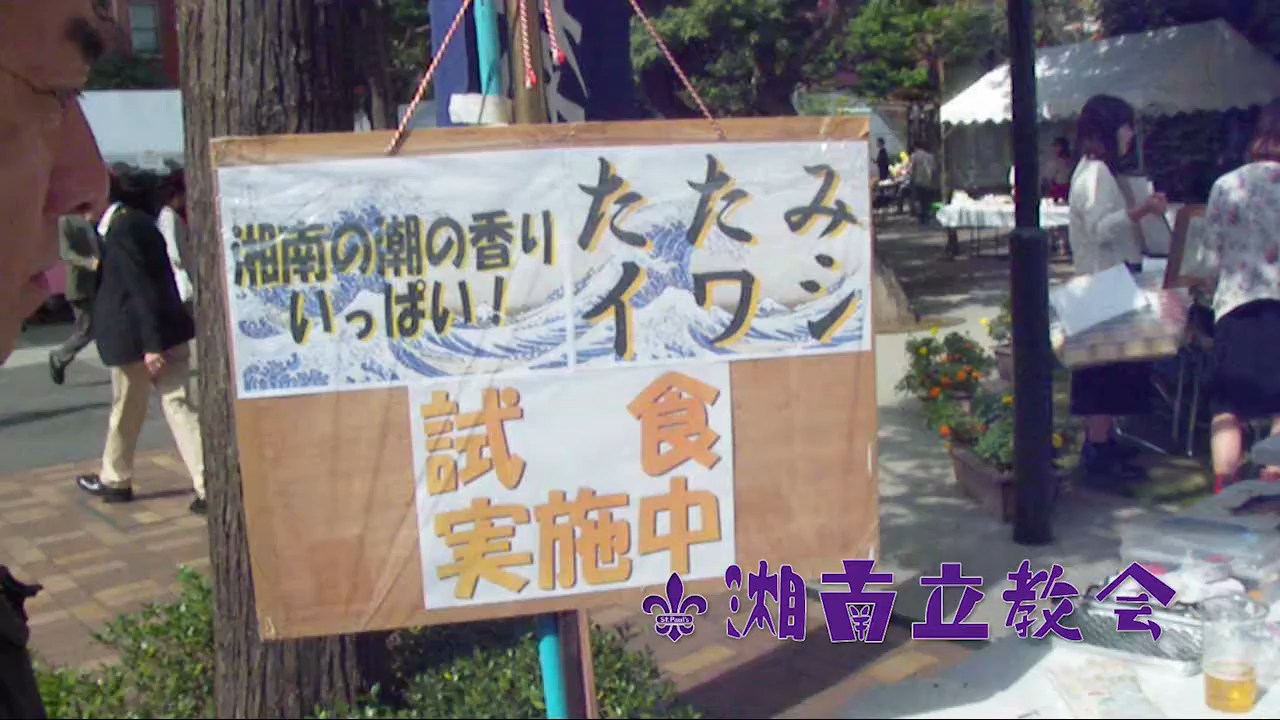 湘南の潮の香り
いっぱい!
たたみ
イワシ
試食
実施中
St. Paul's
湘南立教会